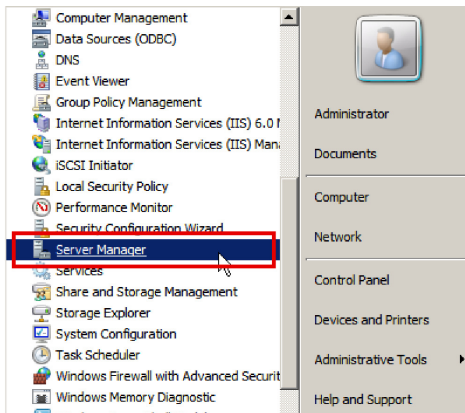 Computer Management
Data Sources (ODBC)
DNS
Event Viewer
Group Policy Management
Internet Information Services (IIS) 6.0
Internet Information Services (IIS)
iSCSI Initiator
Local Security Policy
Performance Monitor
Security Configuration Wizard
Server Manager
Services
Share and Storage Management
Storage Explorer
System Configuration
Task Scheduler
Windows Firewall with Advanced
Windows Memory Diagnostic
Administrator
Documents
Computer
Network
Control Panel
Devices and Printers
Administrative Tools
Help and Support